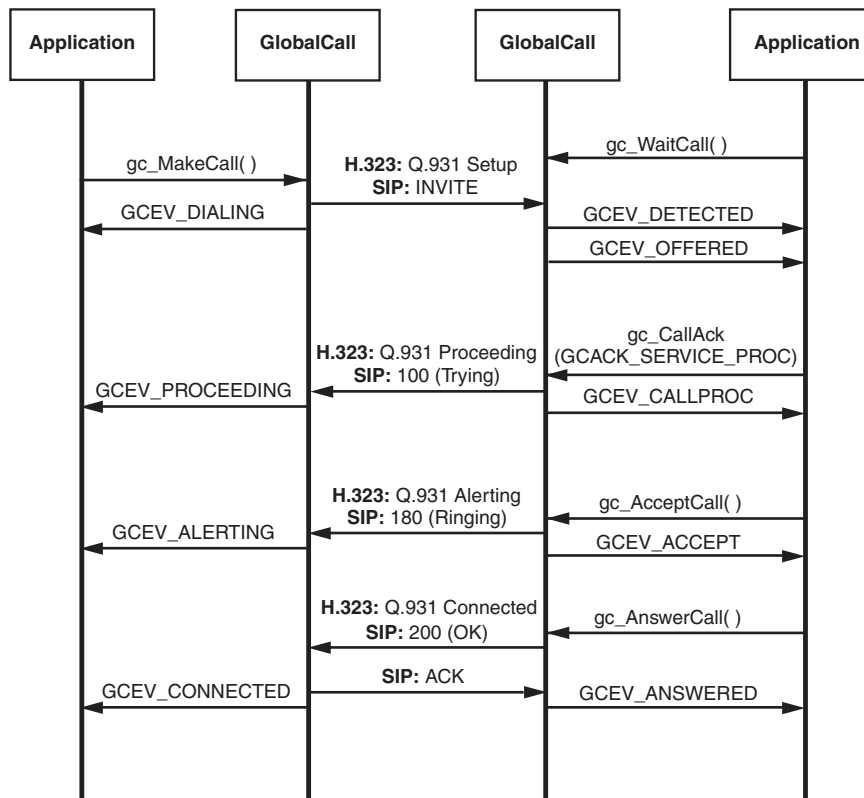 Application
GlobalCall
GlobalCall
Application
gc_WaitCall( )
gc_MakeCall( )
H.323: Q.931 Setup
SIP: INVITE
GCEV_DIALING
GCEV_DETECTED
GCEV_OFFERED
gc_CallAck
(GCACK_SERVICE_PROC)
H.323: Q.931 Proceeding
SIP: 100 (Trying)
GCEV_PROCEEDING
GCEV_CALLPROC
H.323: Q.931 Alerting
SIP: 180 (Ringing)
gc_AcceptCall( )
GCEV_ALERTING
GCEV_ACCEPT
H.323: Q.931 Connected
SIP: 200 (OK)
gc_AnswerCall( )
SIP: ACK
GCEV_CONNECTED
GCEV_ANSWERED